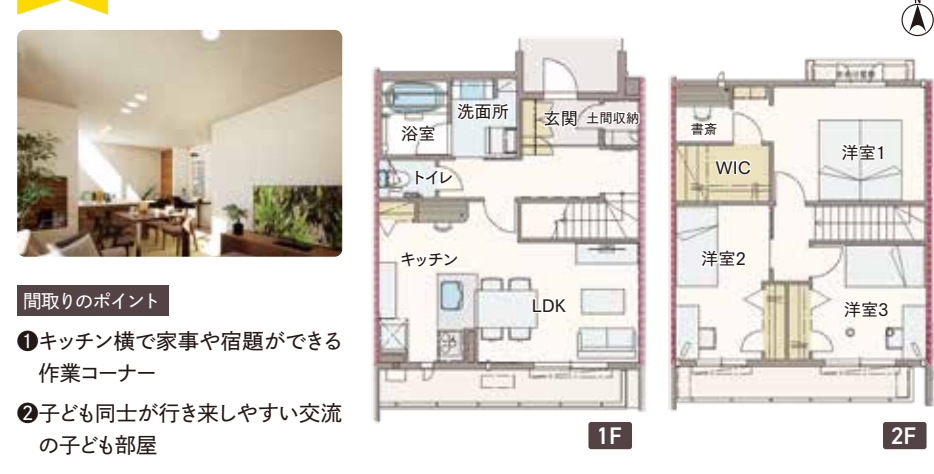 N
間取りのポイント
❶キッチン横で家事や宿題ができる
作業コーナー
❷子ども同士が行き来しやすい交流
の子ども部屋
浴室
洗面所
玄関
土間収納
トイレ
キッチン
LDK
1F
書斎
WIC
洋室1
洋室2
洋室3
2F